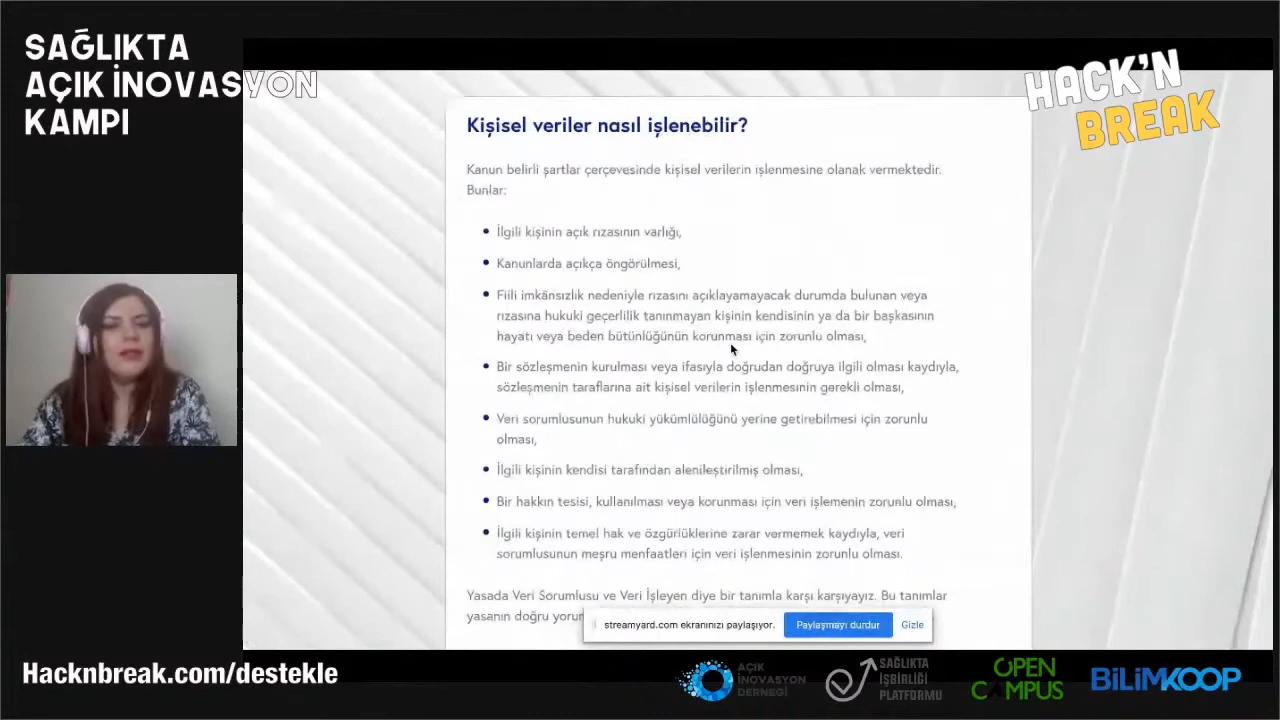 SAĞLIKTA
AÇIK İNOVASYON
KAMPI
HACK'N
BREAK
Kişisel veriler nasıl işlenebilir?
Kanun belirli şartlar çerçevesinde kişisel verilerin işlenmesine olanak vermektedir.
Bunlar:
İlgili kişinin açık rızasının varlığı,
Kanunlarda açıkça öngörülmesi,
Fiili imkânsızlık nedeniyle rızasını açıklayamayacak durumda bulunan veya
rızasına hukuki geçerlilik tanınmayan kişinin kendisinin ya da bir başkasının
hayatı veya beden bütünlüğünün korunması için zorunlu olması,
Bir sözleşmenin kurulması veya ifasıyla doğrudan doğruya ilgili olması kaydıyla,
sözleşmenin taraflarına ait kişisel verilerin işlenmesinin gerekli olması,
Veri sorumlusunun hukuki yükümlülüğünü yerine getirebilmesi için zorunlu
olması,
İlgili kişinin kendisi tarafından alenileştirilmiş olması,
Bir hakkın tesisi, kullanılması veya korunması için veri işlemenin zorunlu olması,
İlgili kişinin temel hak ve özgürlüklerine zarar vermemek kaydıyla, veri
sorumlusunun meşru menfaatleri için veri işlenmesinin zorunlu olması.
Yasada Veri Sorumlusu ve Veri İşleyen diye bir tanımla karşı karşıyayız. Bu tanımlar
yasanın doğru
streamyard.com ekranınızı paylaşıyor.
Paylaşmayı durdur
Gizle
Hacknbreak.com/destekle
AÇIK
İNOVASYON
DERNEĞİ
SAĞLIKTA
İŞBİRLİĞİ
PLATFORMU
OPEN
CAMPUS
BİLİMKOOP